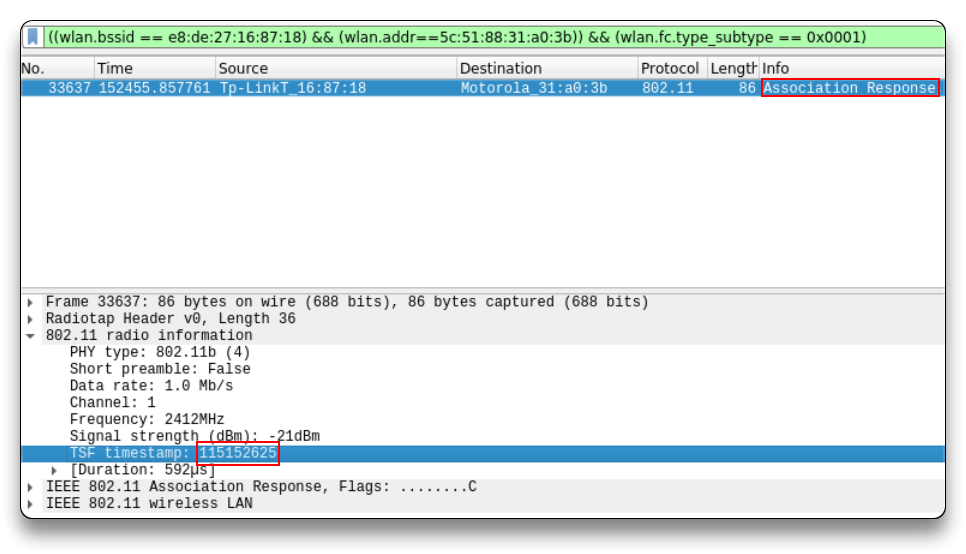 ((wlan.bssid == e8:de:27:16:87:18) && (wlan.addr==5c:51:88:31:a0:3b)) && (wlan.fc.type_subtype == 0x0001)
No. Time Source Destination Protocol Length Info
33637 152455.857761 Tp-LinkT_16:87:18 Motorola_31:a0:3b 802.11 86 Association Response
Frame 33637: 86 bytes on wire (688 bits), 86 bytes captured (688 bits)
Radiotap Header v0, Length 36
802.11 radio information
PHY type: 802.11b (4)
Short preamble: False
Data rate: 1.0 Mb/s
Channel: 1
Frequency: 2412MHz
Signal strength (dBm): -21dBm
TSF timestamp: 115152625
[Duration: 592µs]
IEEE 802.11 Association Response, Flags: ........C
IEEE 802.11 wireless LAN